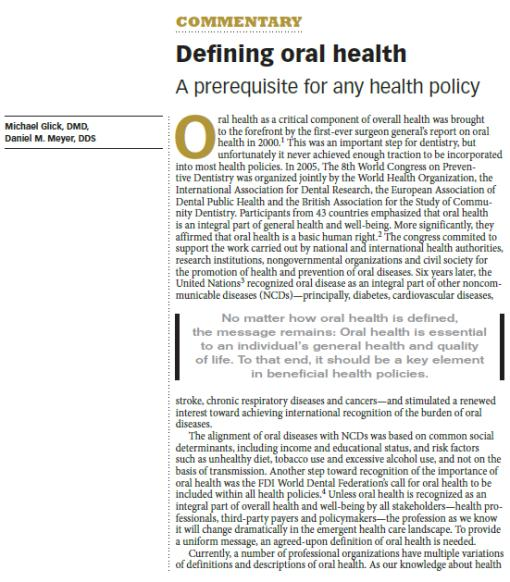 COMMENTARY
Defining oral health
A prerequisite for any health policy
Michael Glick, DMD,
Daniel M. Meyer, DDS
Oral health as a critical component of overall health was brought
to the forefront by the first-ever surgeon general's report on oral
health in 2000.1 This was an important step for dentistry, but
unfortunately it never achieved enough traction to be incorporated
into most health policies. In 2005, The 8th World Congress on Preven-
tive Dentistry was organized jointly by the World Health Organization, the
International Association for Dental Research, the European Association of
Dental Public Health and the British Association for the Study of Commu-
nity Dentistry. Participants from 43 countries emphasized that oral health
is an integral part of general health and well-being. More significantly, they
affirmed that oral health is a basic human right.2 The congress commited to
support the work carried out by national and international health authorities,
research institutions, nongovernmental organizations and civil society for
the promotion of health and prevention of oral diseases. Six years later, the
United Nations3 recognized oral disease as an integral part of other noncom-
municable diseases (NCDs)—principally, diabetes, cardiovascular diseases,
No matter how oral health is defined,
the message remains: Oral health is essential
to an individual's general health and quality
of life. To that end, it should be a key element
in beneficial health policies.
stroke, chronic respiratory diseases and cancers—and stimulated a renewed
interest toward achieving international recognition of the burden of oral
diseases.
The alignment of oral diseases with NCDs was based on common social
determinants, including income and educational status, and risk factors
such as unhealthy diet, tobacco use and excessive alcohol use, and not on the
basis of transmission. Another step toward recognition of the importance of
oral health was the FDI World Dental Federation's call for oral health to be
included within all health policies.4 Unless oral health is recognized as an
integral part of overall health and well-being by all stakeholders—health pro-
fessionals, third-party payers and policymakers—the profession as we know
it will change dramatically in the emergent health care landscape. To provide
a uniform message, an agreed-upon definition of oral health is needed.
Currently, a number of professional organizations have multiple variations
of definitions and descriptions of oral health. As our knowledge about health